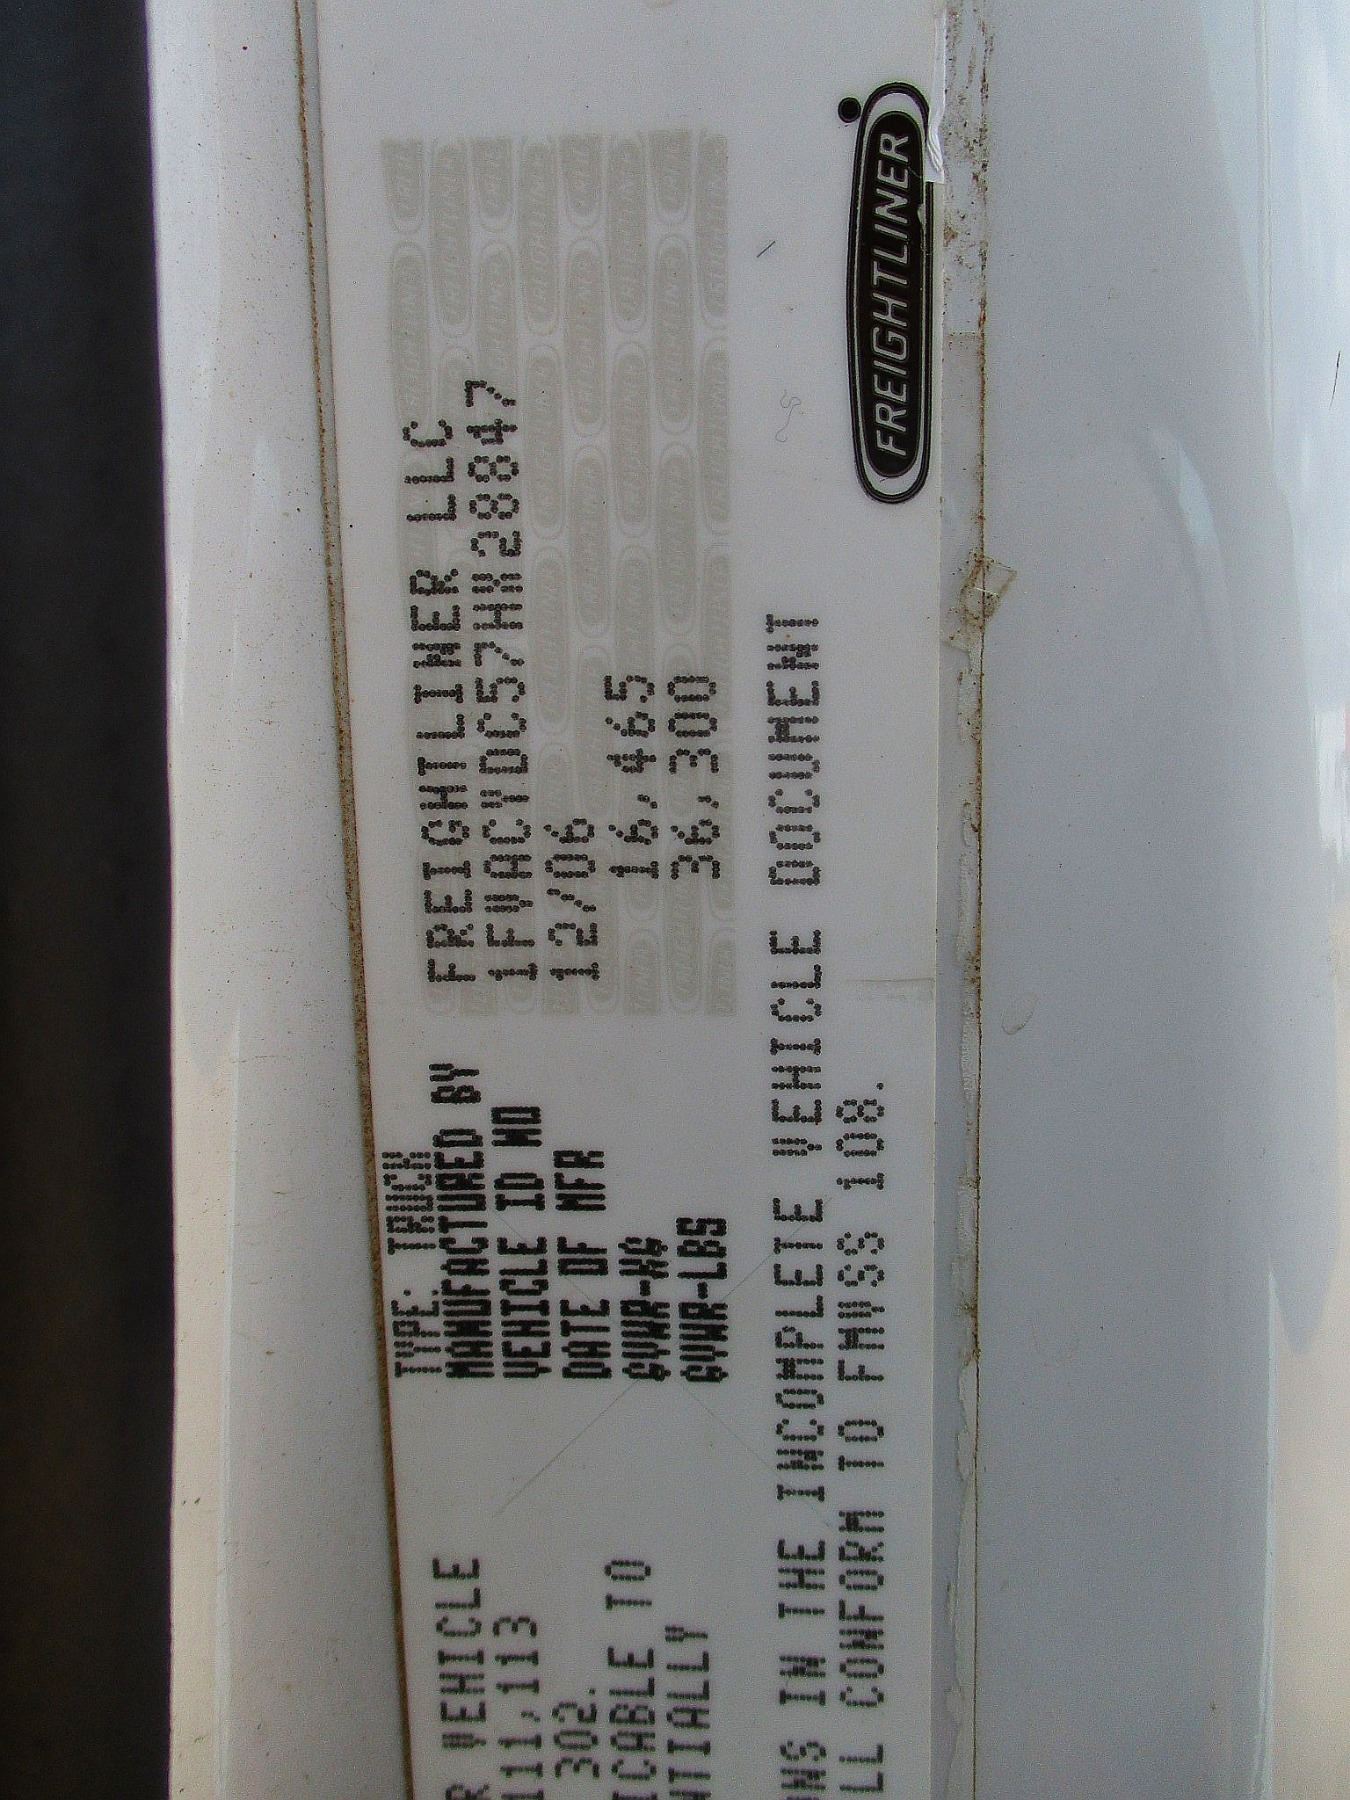 TYPE: TRUCK
MANUFACTURED BY FREIGHTLINER LLC
VEHICLE ID NO 1FVACYDC57HX28847
DATE OF MFR 12/06
GVWR-KG 16,465
GVWR-LBS 36,300
R VEHICLE
111,113
302.
ICABLE TO
NTIALLY
WNS IN THE INCOMPLETE VEHICLE DOCUMENT
LL CONFORM TO FMVSS 108.
FREIGHTLINER